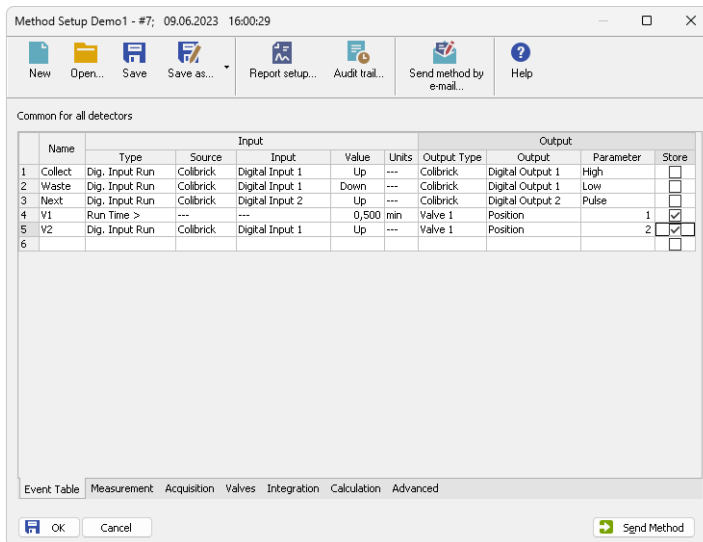 Method Setup Demo1 - #7; 09.06.2023 16:00:29
New Open... Save Save as... Report setup... Audit trail... Send method by e-mail... Help
Common for all detectors
Name Input Output
Type Source Input Value Units Output Type Output Parameter Store
1 Collect Dig. Input Run Colibrick Digital Input 1 Up --- Colibrick Digital Output 1 High
2 Waste Dig. Input Run Colibrick Digital Input 1 Down --- Colibrick Digital Output 1 Low
3 Next Dig. Input Run Colibrick Digital Input 2 Up --- Colibrick Digital Output 2 Pulse
4 V1 Run Time > --- --- 0,500 min Valve 1 Position 1
5 V2 Dig. Input Run Colibrick Digital Input 1 Up --- Valve 1 Position 2
6
Event Table Measurement Acquisition Valves Integration Calculation Advanced
OK Cancel Send Method